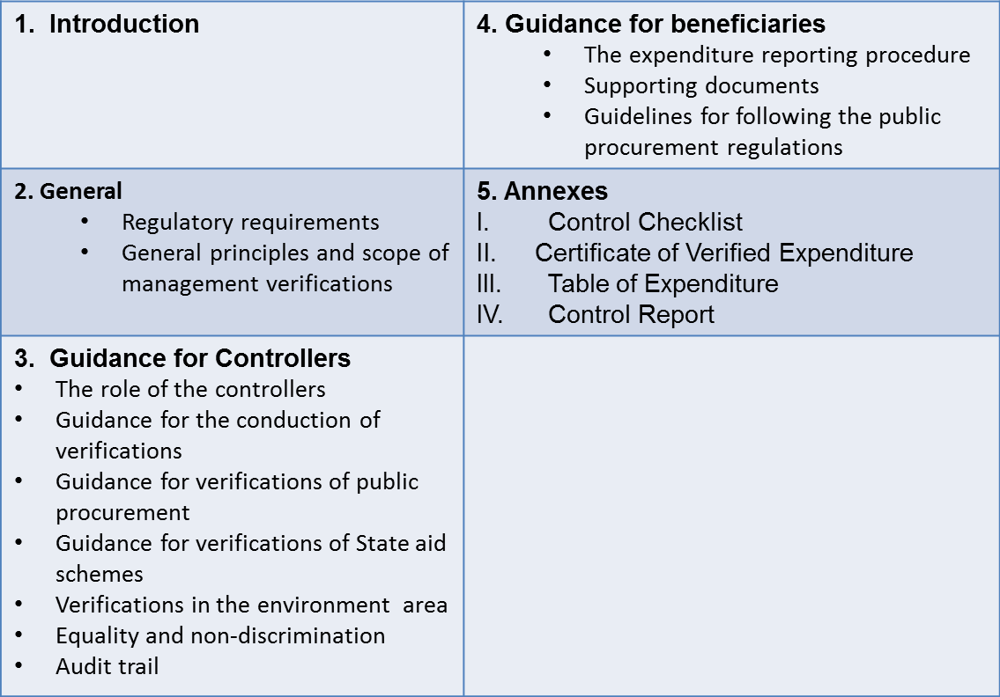 1. Introduction
2. General
• Regulatory requirements
• General principles and scope of
management verifications
3. Guidance for Controllers
• The role of the controllers
• Guidance for the conduction of
verifications
• Guidance for verifications of public
procurement
• Guidance for verifications of State aid
schemes
• Verifications in the environment area
• Equality and non-discrimination
• Audit trail
4. Guidance for beneficiaries
• The expenditure reporting procedure
• Supporting documents
• Guidelines for following the public
procurement regulations
5. Annexes
I. Control Checklist
II. Certificate of Verified Expenditure
III. Table of Expenditure
IV. Control Report